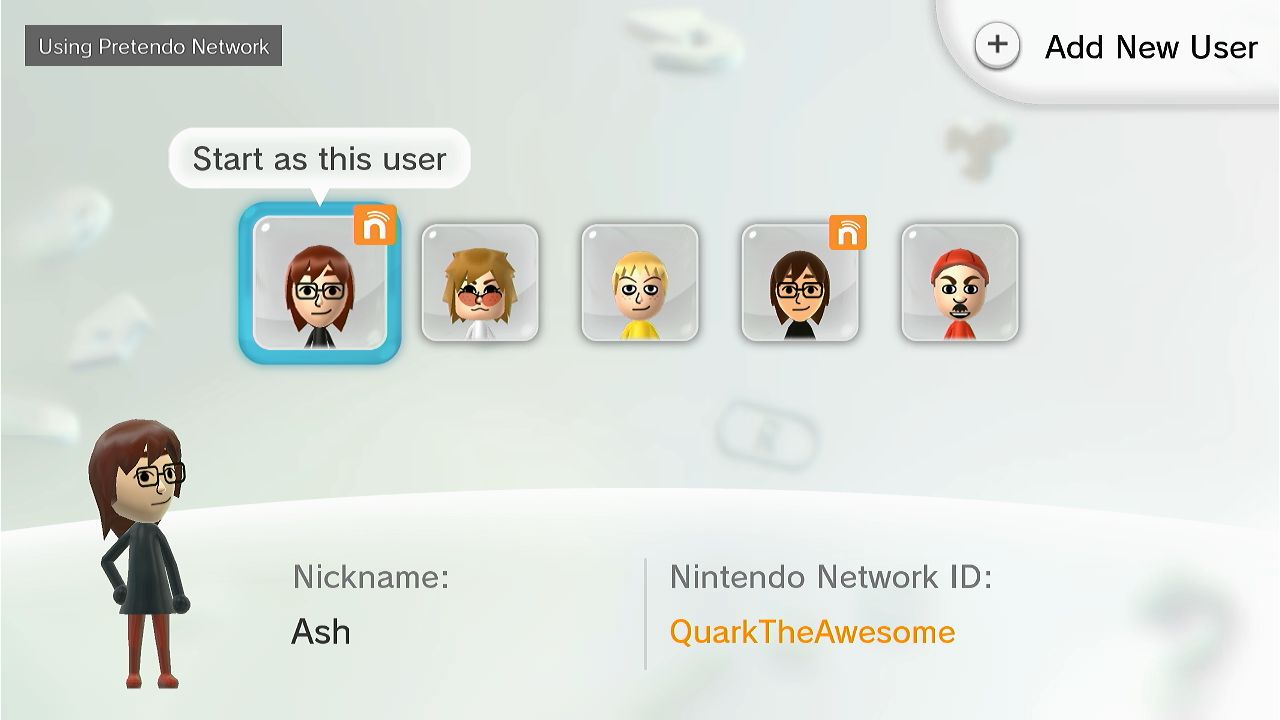 Using Pretendo Network
Add New User
Start as this user
Nickname:
Ash
Nintendo Network ID:
QuarkTheAwesome